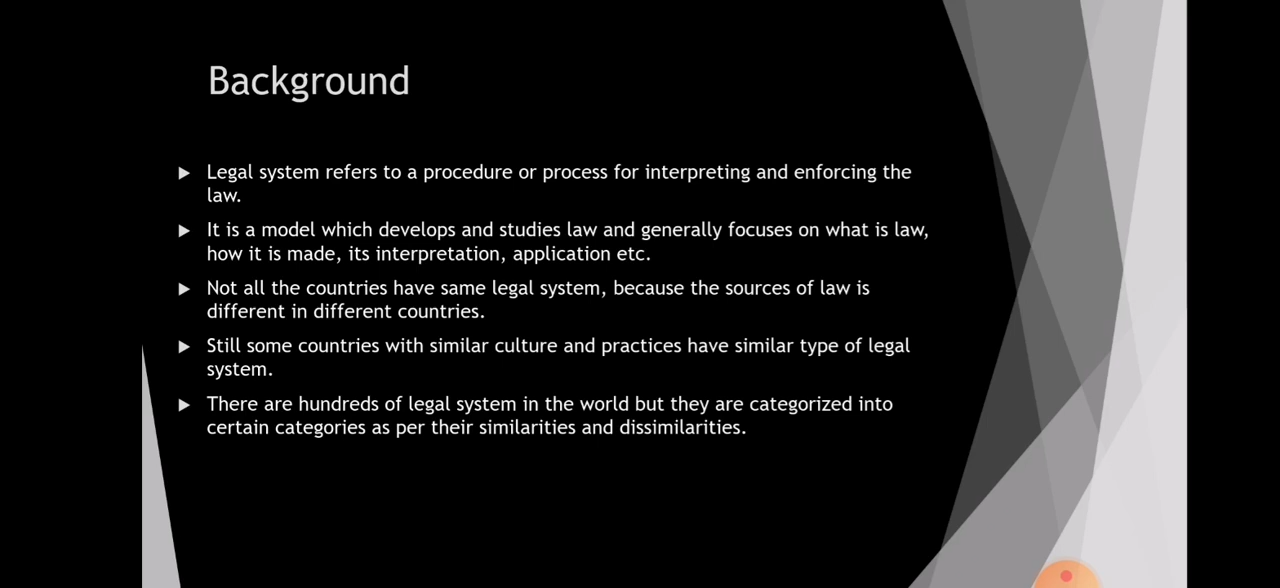 Background
Legal system refers to a procedure or process for interpreting and enforcing the
law.
It is a model which develops and studies law and generally focuses on what is law,
how it is made, its interpretation, application etc.
Not all the countries have same legal system, because the sources of law is
different in different countries.
Still some countries with similar culture and practices have similar type of legal
system.
There are hundreds of legal system in the world but they are categorized into
certain categories as per their similarities and dissimilarities.